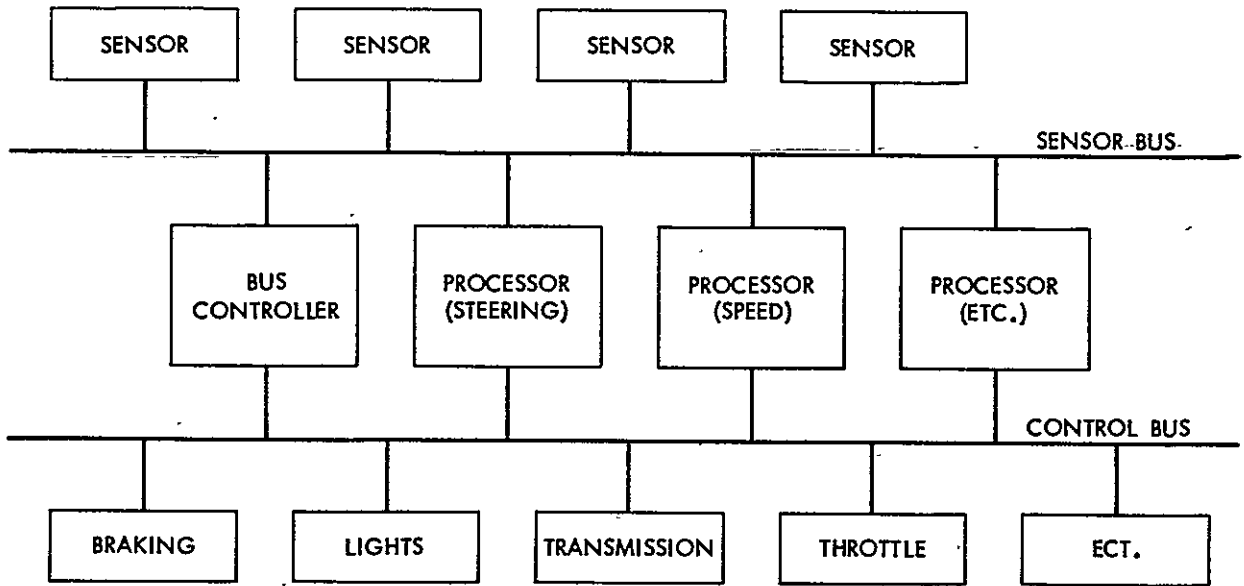 SENSOR
SENSOR
SENSOR
SENSOR
SENSOR BUS
BUS
CONTROLLER
PROCESSOR
(STEERING)
PROCESSOR
(SPEED)
PROCESSOR
(ETC.)
CONTROL BUS
BRAKING
LIGHTS
TRANSMISSION
THROTTLE
ECT.